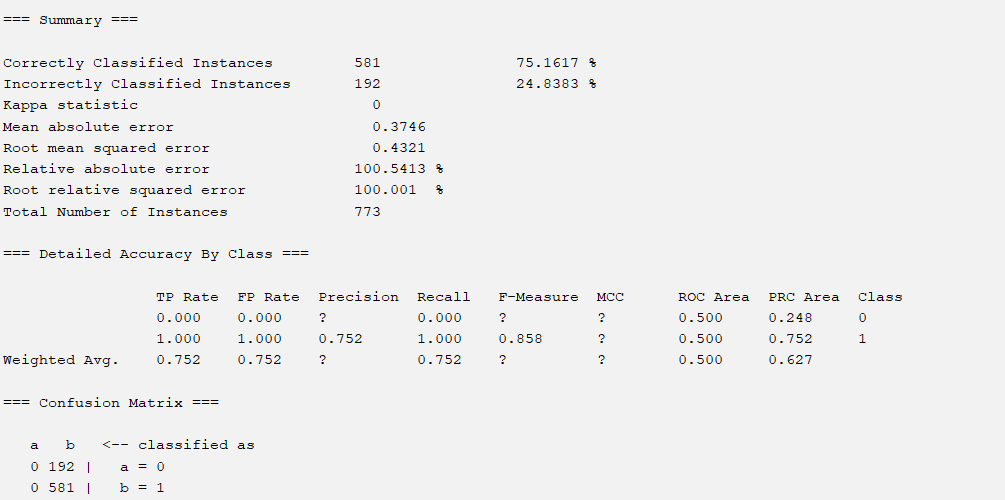 === Summary ===
Correctly Classified Instances 581 75.1617 %
Incorrectly Classified Instances 192 24.8383 %
Kappa statistic 0
Mean absolute error 0.3746
Root mean squared error 0.4321
Relative absolute error 100.5413 %
Root relative squared error 100.001 %
Total Number of Instances 773
=== Detailed Accuracy By Class ===
TP Rate FP Rate Precision Recall F-Measure MCC ROC Area PRC Area Class
0.000 0.000 ? 0.000 ? ? 0.500 0.248 0
1.000 1.000 0.752 1.000 0.858 ? 0.500 0.752 1
Weighted Avg. 0.752 0.752 ? 0.752 ? ? 0.500 0.627
=== Confusion Matrix ===
a b <-- classified as
0 192 | a = 0
0 581 | b = 1